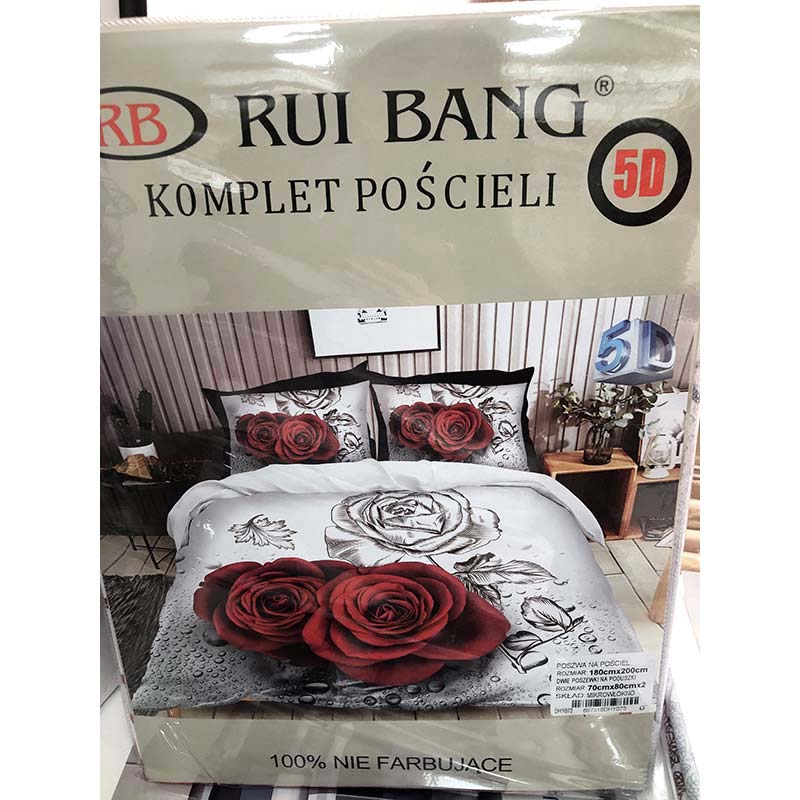 RB RUI BANG®
5D
KOMPLET POŚCIELI
5D
POSZWA NA POŚCIEL
ROZMIAR: 180cmx200cm
DWIE POSZEWKI NA PODUSZKI
ROZMIAR: 70cmx80cmx2
SKŁAD: MIKROWŁÓKNO
100% NIE FARBUJĄCE